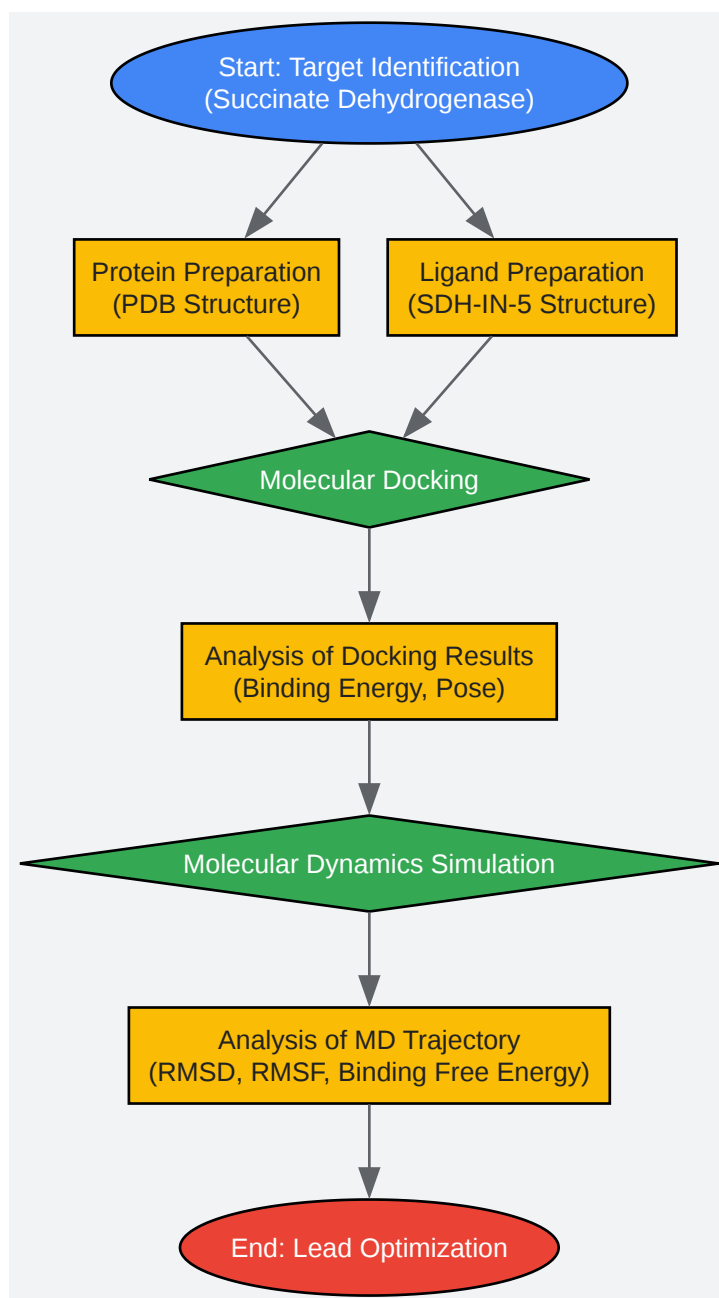 Start: Target Identification
(Succinate Dehydrogenase)
Protein Preparation
(PDB Structure)
Ligand Preparation
(SDH-IN-5 Structure)
Molecular Docking
Analysis of Docking Results
(Binding Energy, Pose)
Molecular Dynamics Simulation
Analysis of MD Trajectory
(RMSD, RMSF, Binding Free Energy)
End: Lead Optimization